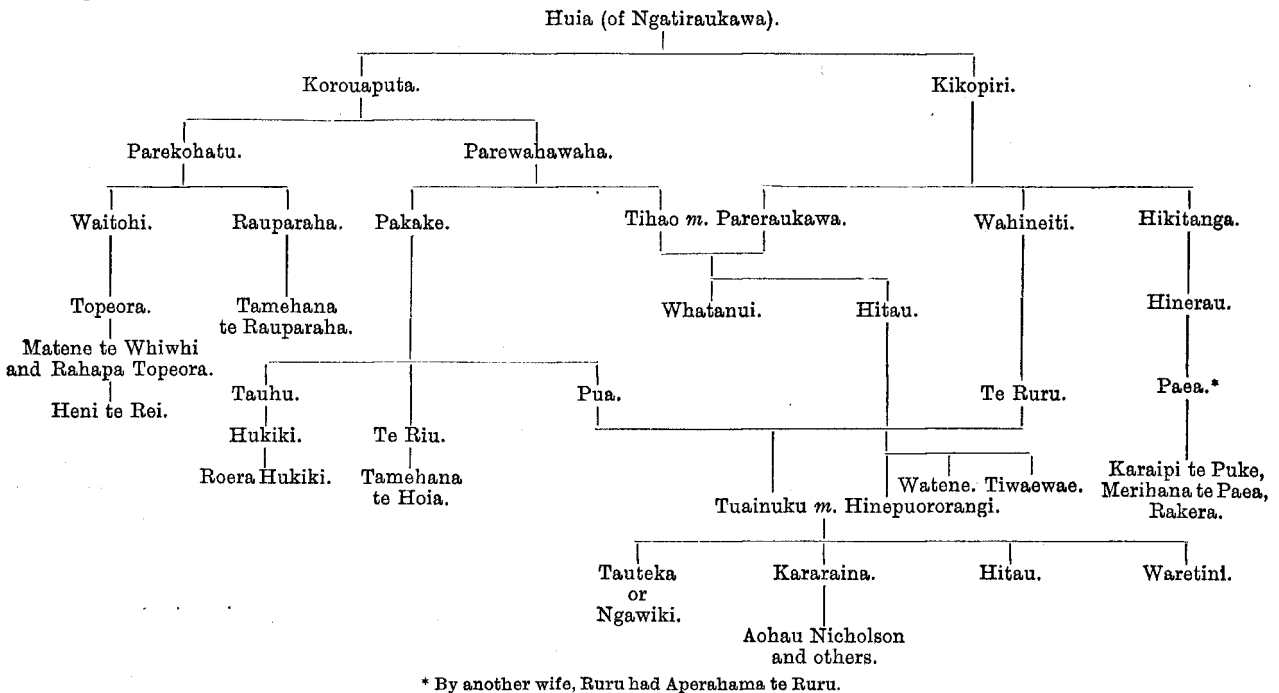 Huia (of Ngatiraukawa).
Korouaputa. Kikopiri.
Parekohatu. Parewahawaha.
Waitohi. Rauparaha. Pakake. Tihao m. Pareraukawa. Wahineiti. Hikitanga.
Topeora. Tamehana te Rauparaha. Whatanui. Hitau. Hinerau.
Matene te Whiwhi
and Rahapa Topeora.
Tauhu. Pua. Te Ruru. Paea.*
Heni te Rei.
Hukiki. Te Riu.
Roera Hukiki. Tamehana
te Hoia.
Watene. Tiwaewae.
Karaipi te Puke,
Merihana te Paea,
Rakera.
Tuainuku m. Hinepuororangi.
Tauteka
or
Ngawiki.
Kararaina. Hitau. Waretini.
Aohau Nicholson
and others.
* By another wife, Ruru had Aperahama te Ruru.